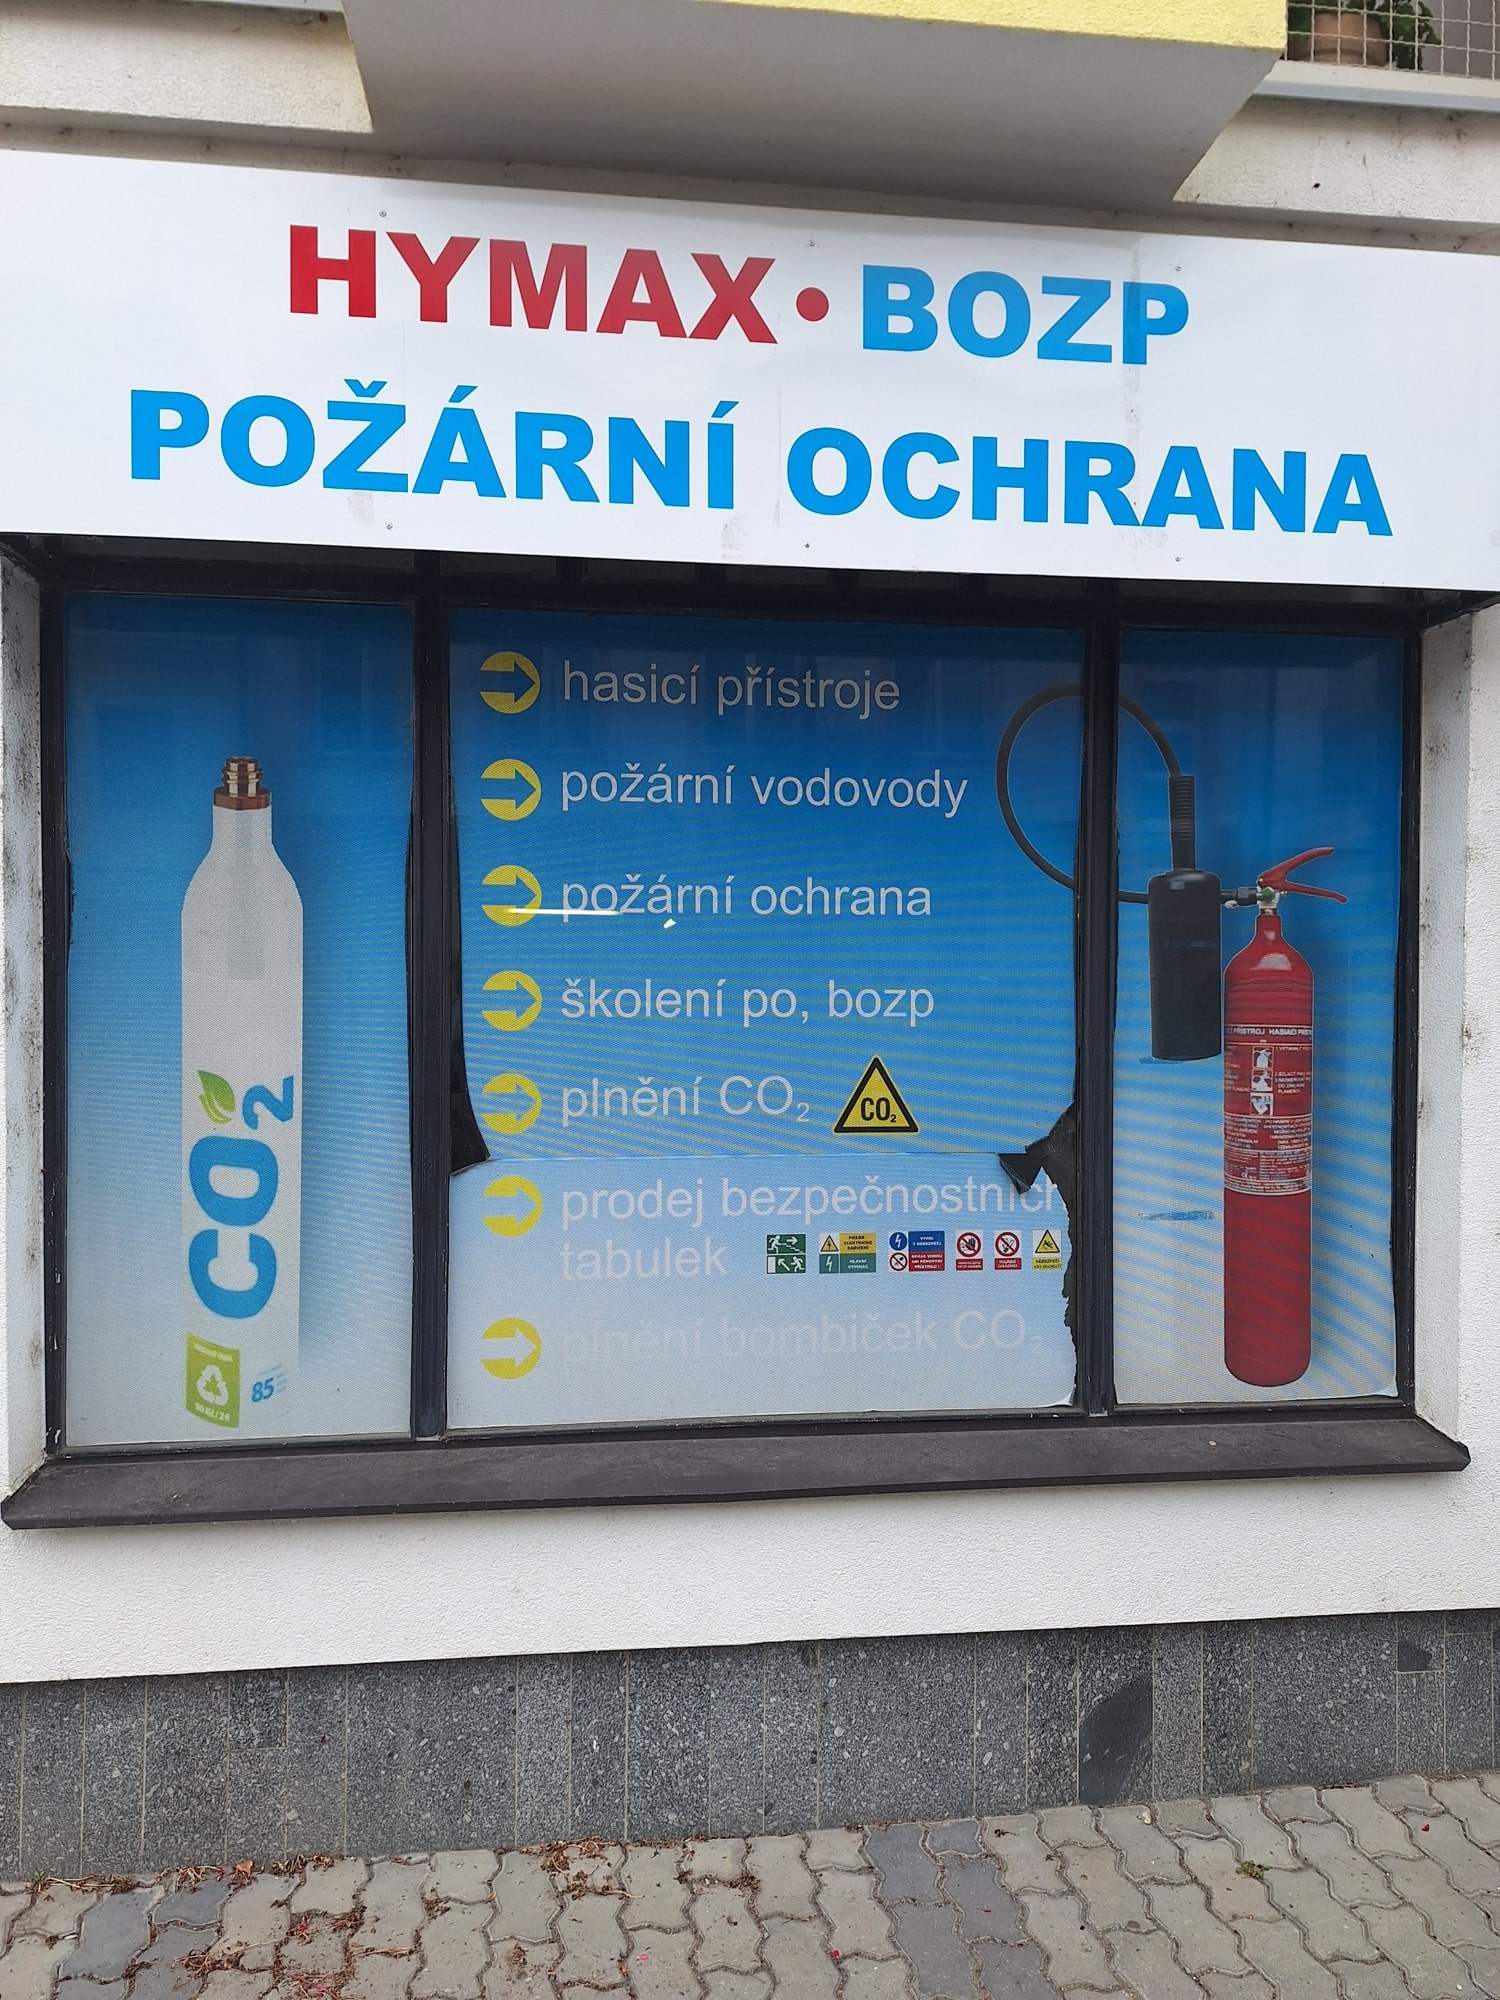 HYMAX • BOZP
POŽÁRNÍ OCHRANA
hasicí přístroje
požární vodovody
požární ochrana
školení po, bozp
plnění CO₂
CO₂
prodej bezpečnostních
tabulek
plnění bombiček CO₂
CO₂
85